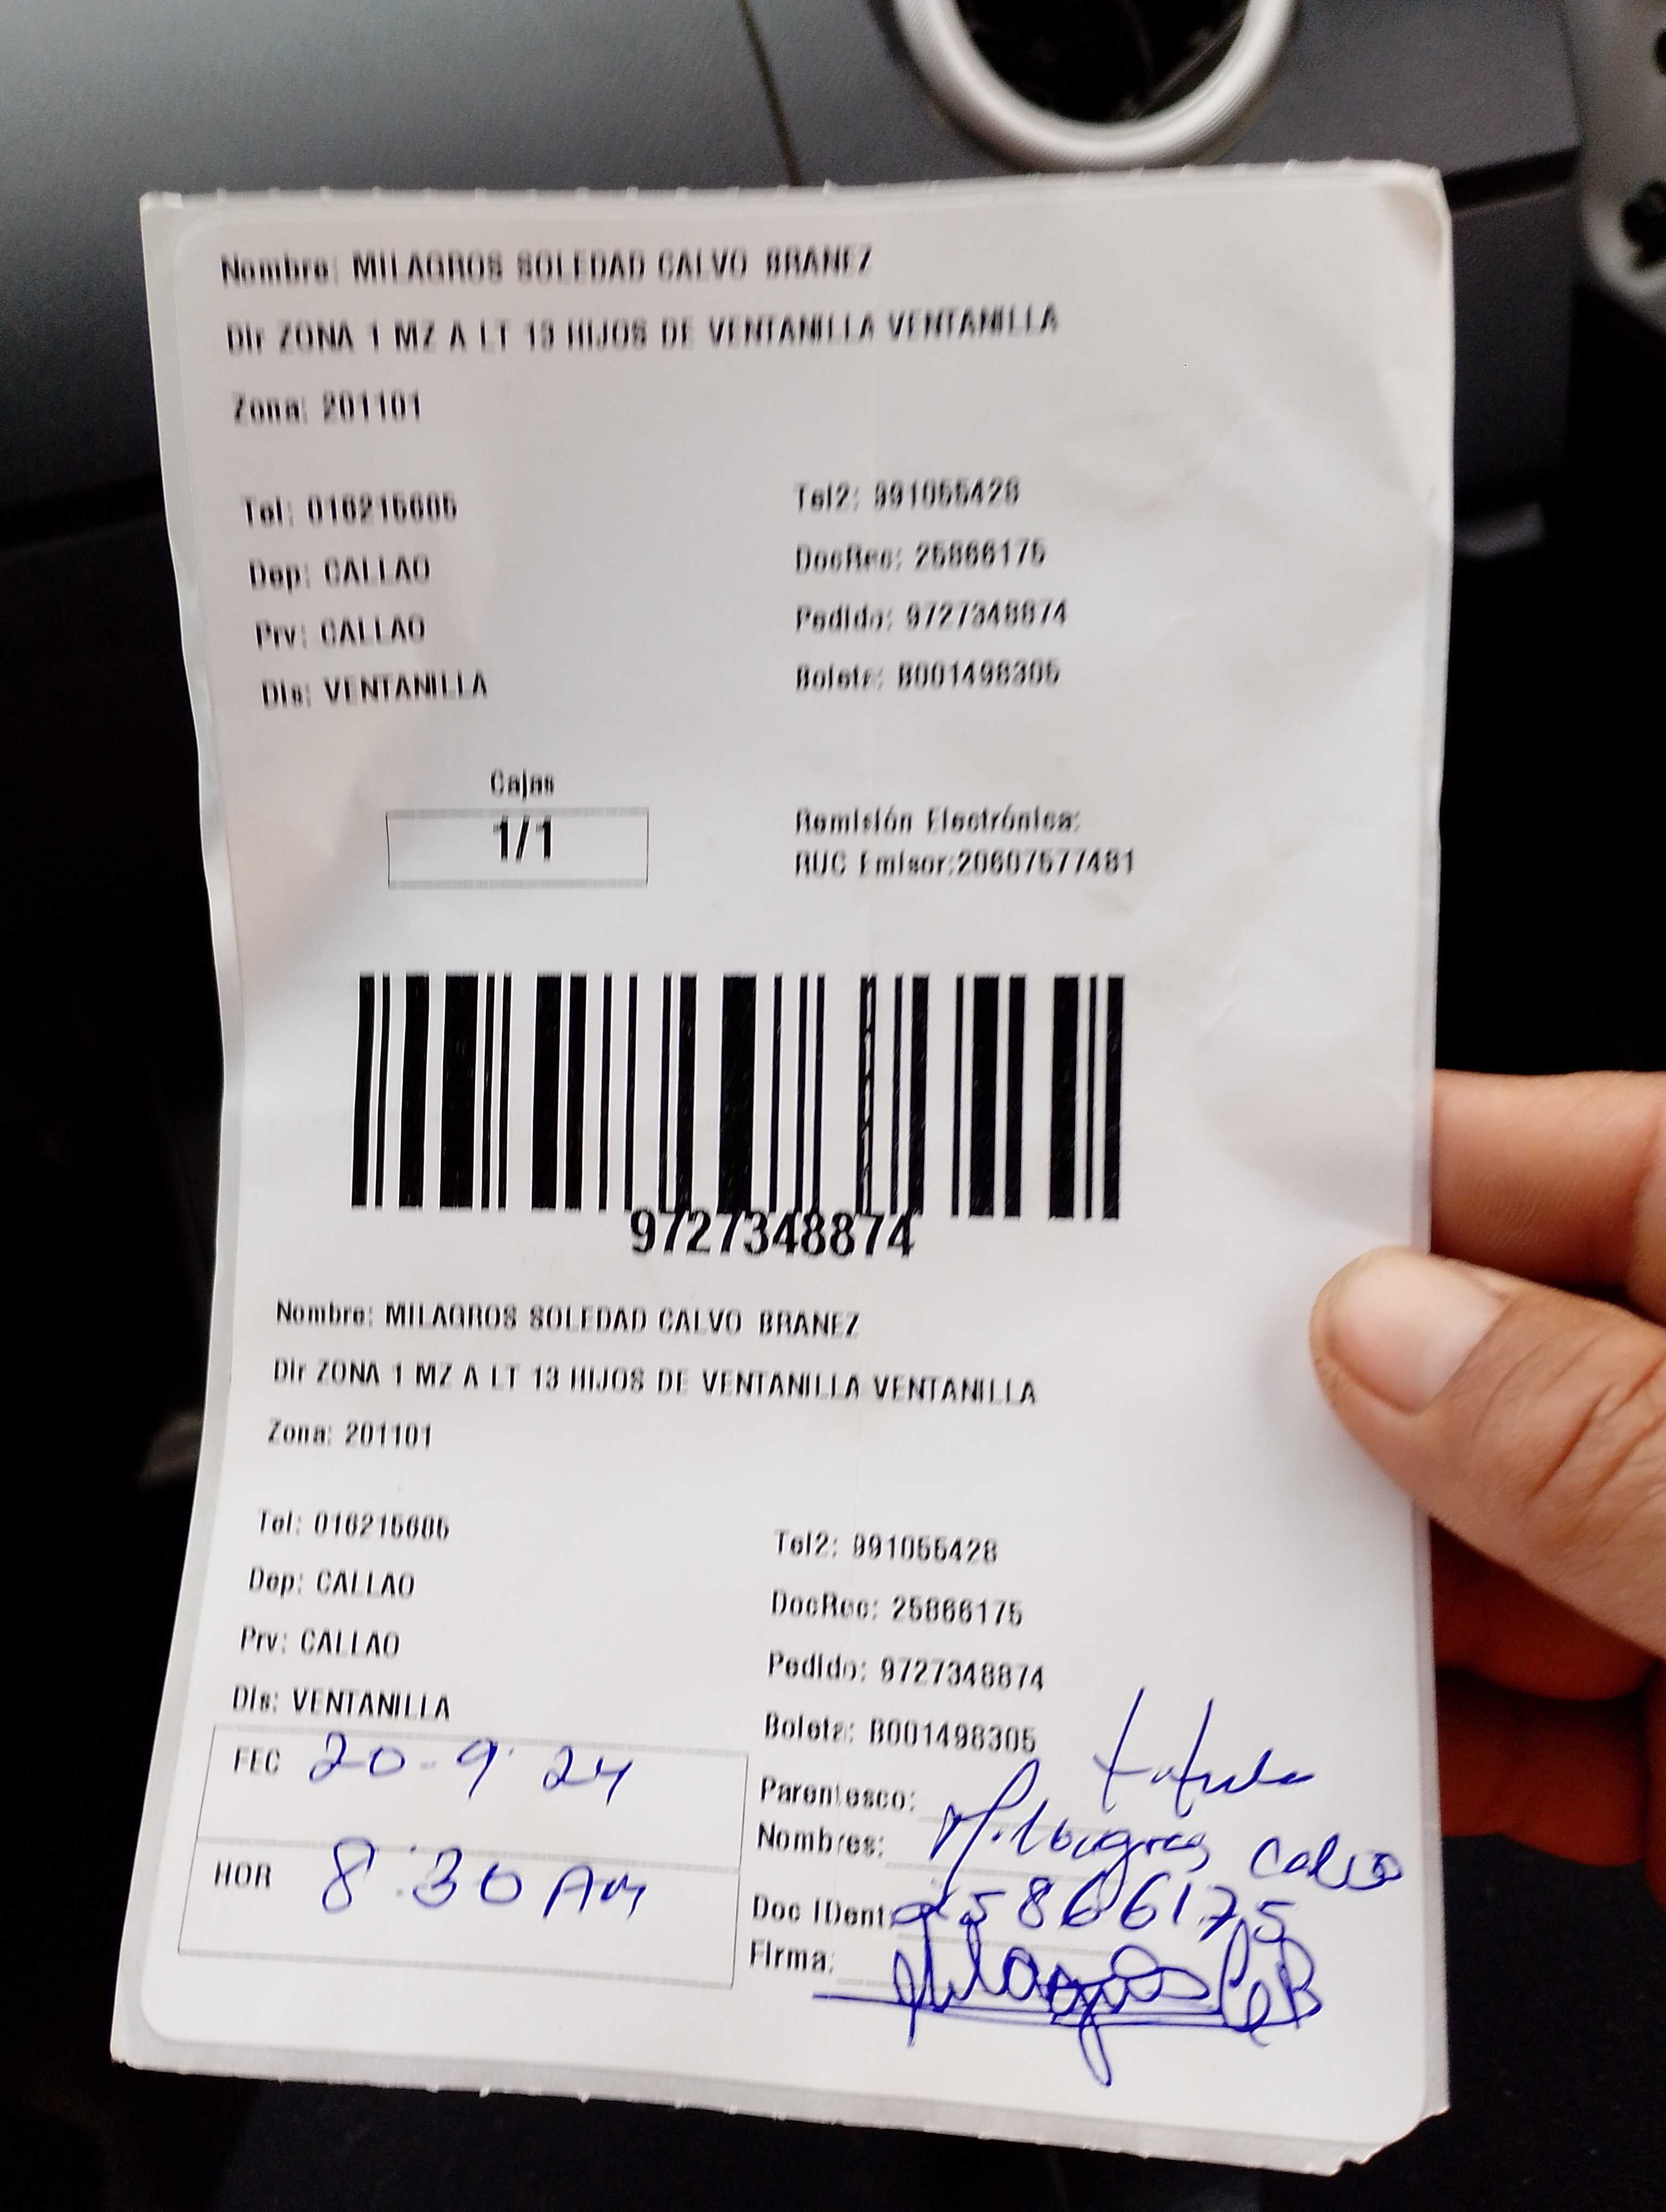 Nombre: MILAGROS SOLEDAD CALVO BRANEZ
Dir ZONA 1 MZ A LT 13 HIJOS DE VENTANILLA VENTANILLA
Zona: 201101
Tel: 016215605 Tel2: 991055428
Dep: CALLAO DocRec: 25866175
Prv: CALLAO Pedido: 9727348874
Dis: VENTANILLA Boleta: B001498305
Cajas
1/1
Remisión Electrónica:
RUC Emisor:20607577481
9727348874
Nombre: MILAGROS SOLEDAD CALVO BRANEZ
Dir ZONA 1 MZ A LT 13 HIJOS DE VENTANILLA VENTANILLA
Zona: 201101
Tel: 016215605 Tel2: 991055428
Dep: CALLAO DocRec: 25866175
Prv: CALLAO Pedido: 9727348874
Dis: VENTANILLA Boleta: B001498305
FEC 20-9 24
HOR 8:30 AM
Parentesco: titular
Nombres: Milagros Calvo
Doc IDent: 25866175
Firma: Milagros CB